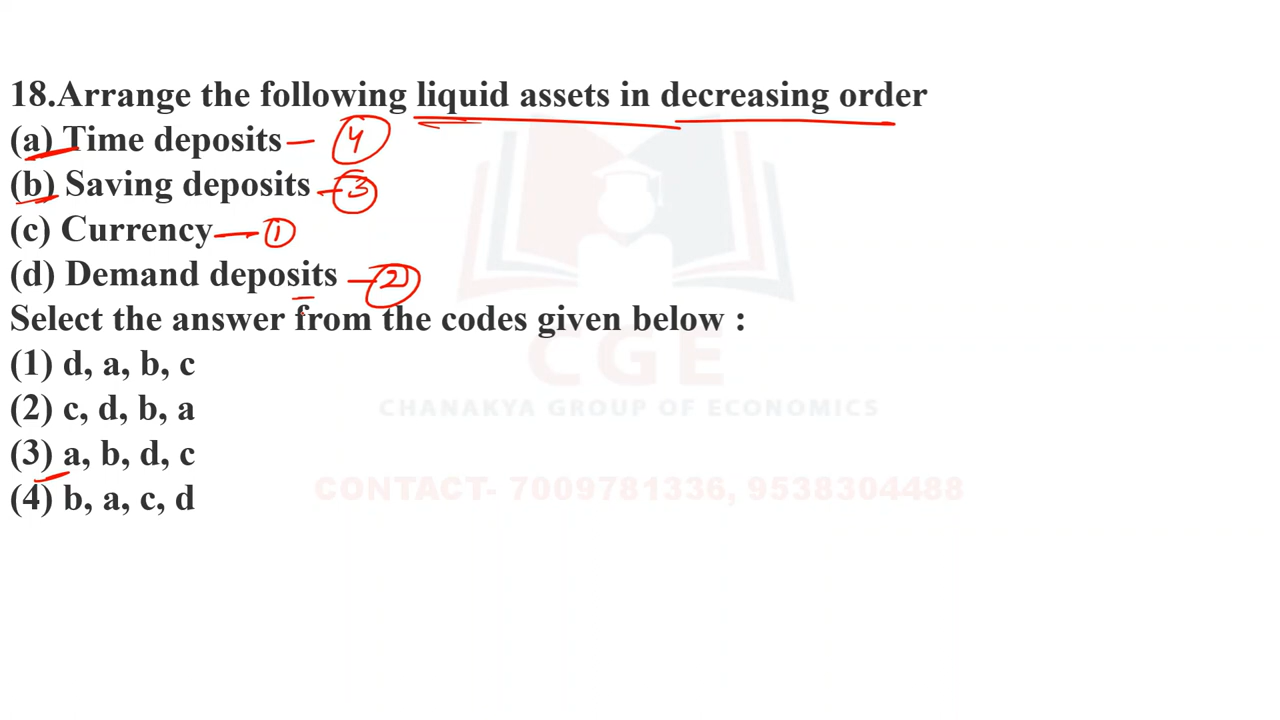 18.Arrange the following liquid assets in decreasing order
(a) Time deposits — 4
(b) Saving deposits — 3
(c) Currency — 1
(d) Demand deposits — 2
Select the answer from the codes given below :
(1) d, a, b, c
(2) c, d, b, a
(3) a, b, d, c
(4) b, a, c, d
CGE
CHANAKYA GROUP OF ECONOMICS
CONTACT- 7009781336, 9538304488